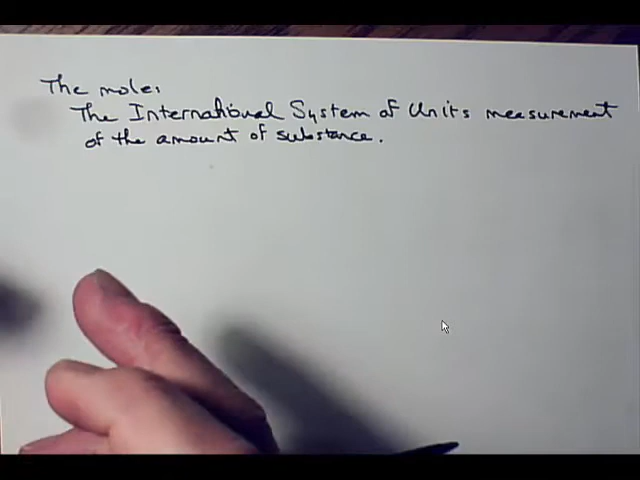 The mole:
The International System of Units measurement
of the amount of substance.